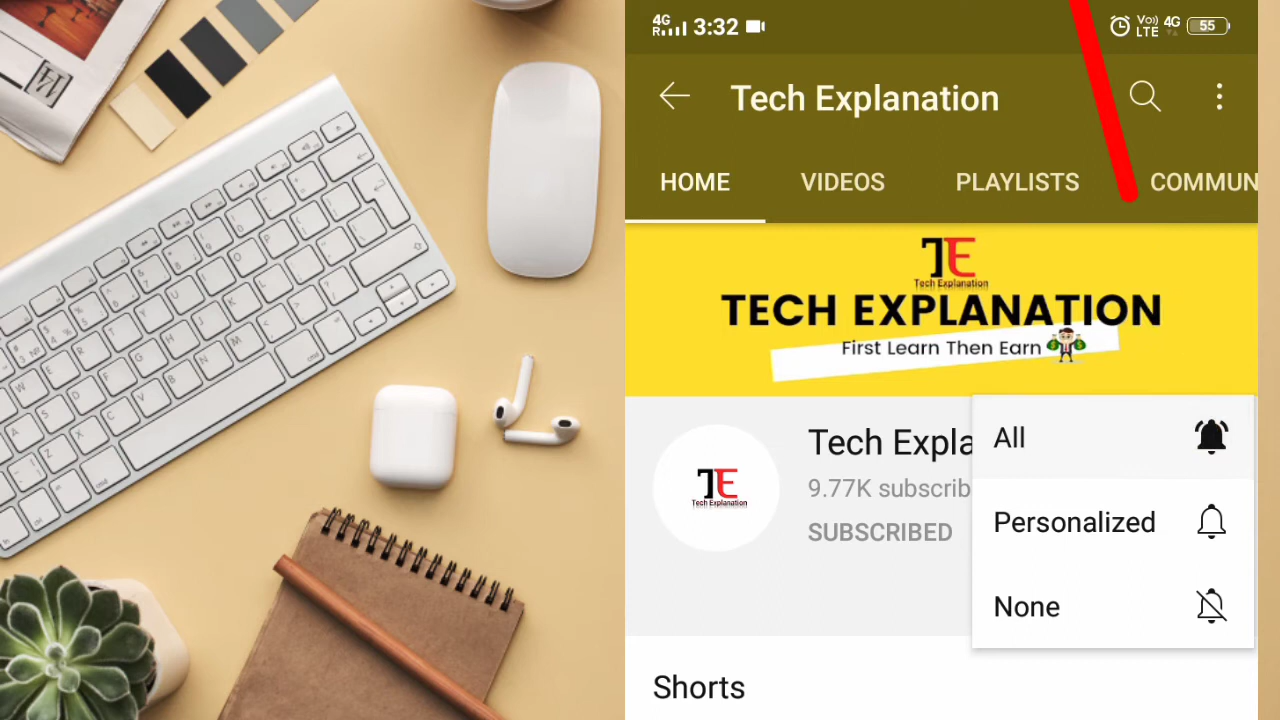 4G
R
3:32
Vo))
LTE
4G
55
Tech Explanation
HOME
VIDEOS
PLAYLISTS
COMMUN
TE
Tech Explanation
TECH EXPLANATION
First Learn Then Earn
TE
Tech Explanation
Tech Expla
9.77K subscrib
SUBSCRIBED
All
Personalized
None
Shorts